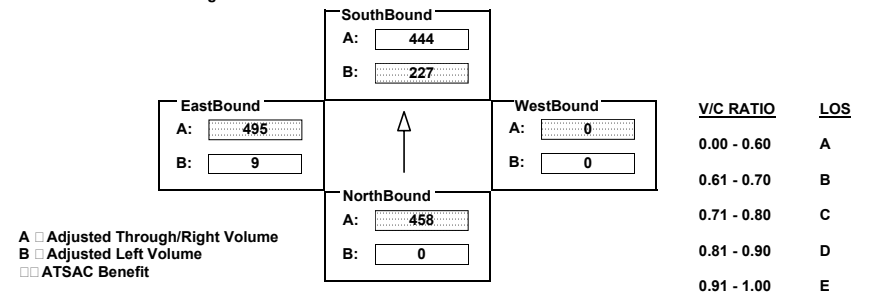 SouthBound
A: 444
B: 227
EastBound
A: 495
B: 9
WestBound
A: 0
B: 0
NorthBound
A: 458
B: 0
A □ Adjusted Through/Right Volume
B □ Adjusted Left Volume
□□ ATSAC Benefit
V/C RATIO LOS
0.00 - 0.60 A
0.61 - 0.70 B
0.71 - 0.80 C
0.81 - 0.90 D
0.91 - 1.00 E